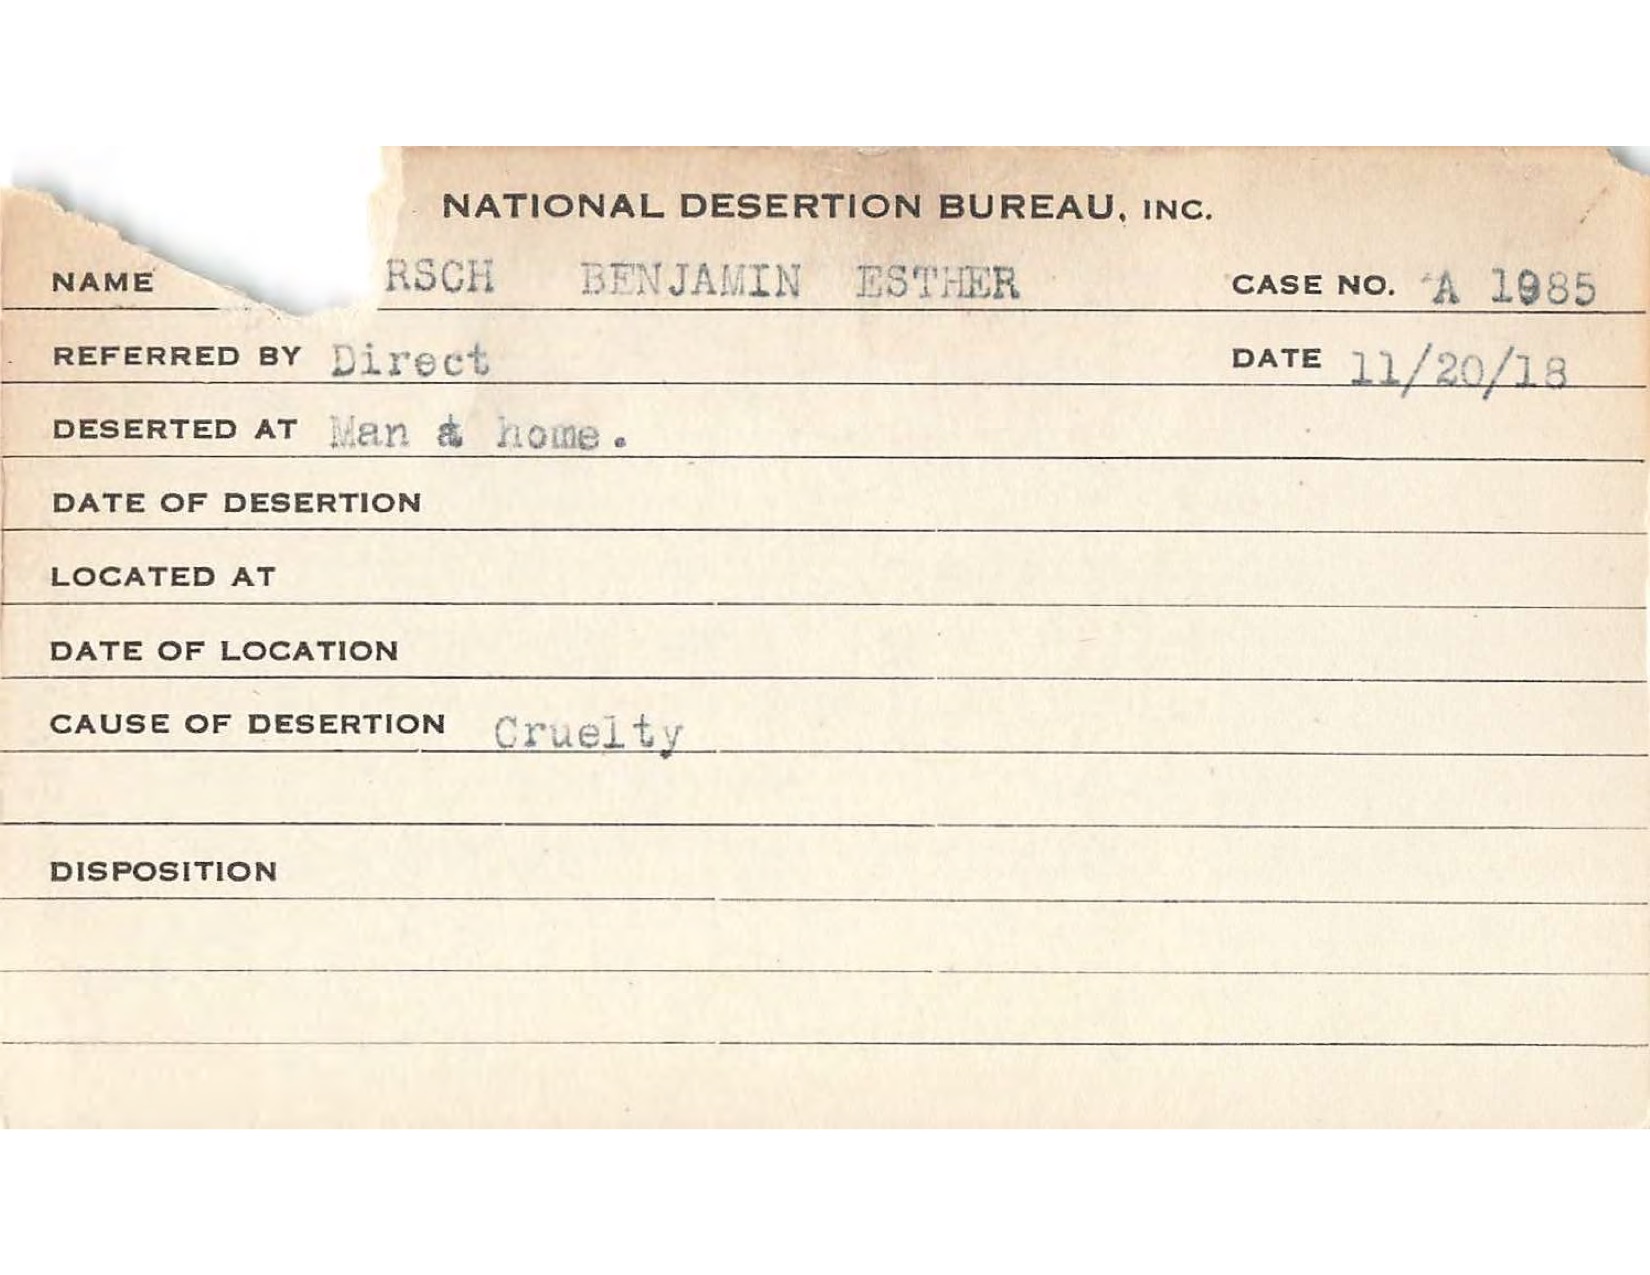 NATIONAL DESERTION BUREAU, INC.
NAME RSCH BENJAMIN ESTHER CASE NO. A 1985
REFERRED BY Direct DATE 11/20/18
DESERTED AT Man at home.
DATE OF DESERTION
LOCATED AT
DATE OF LOCATION
CAUSE OF DESERTION Cruelty
DISPOSITION